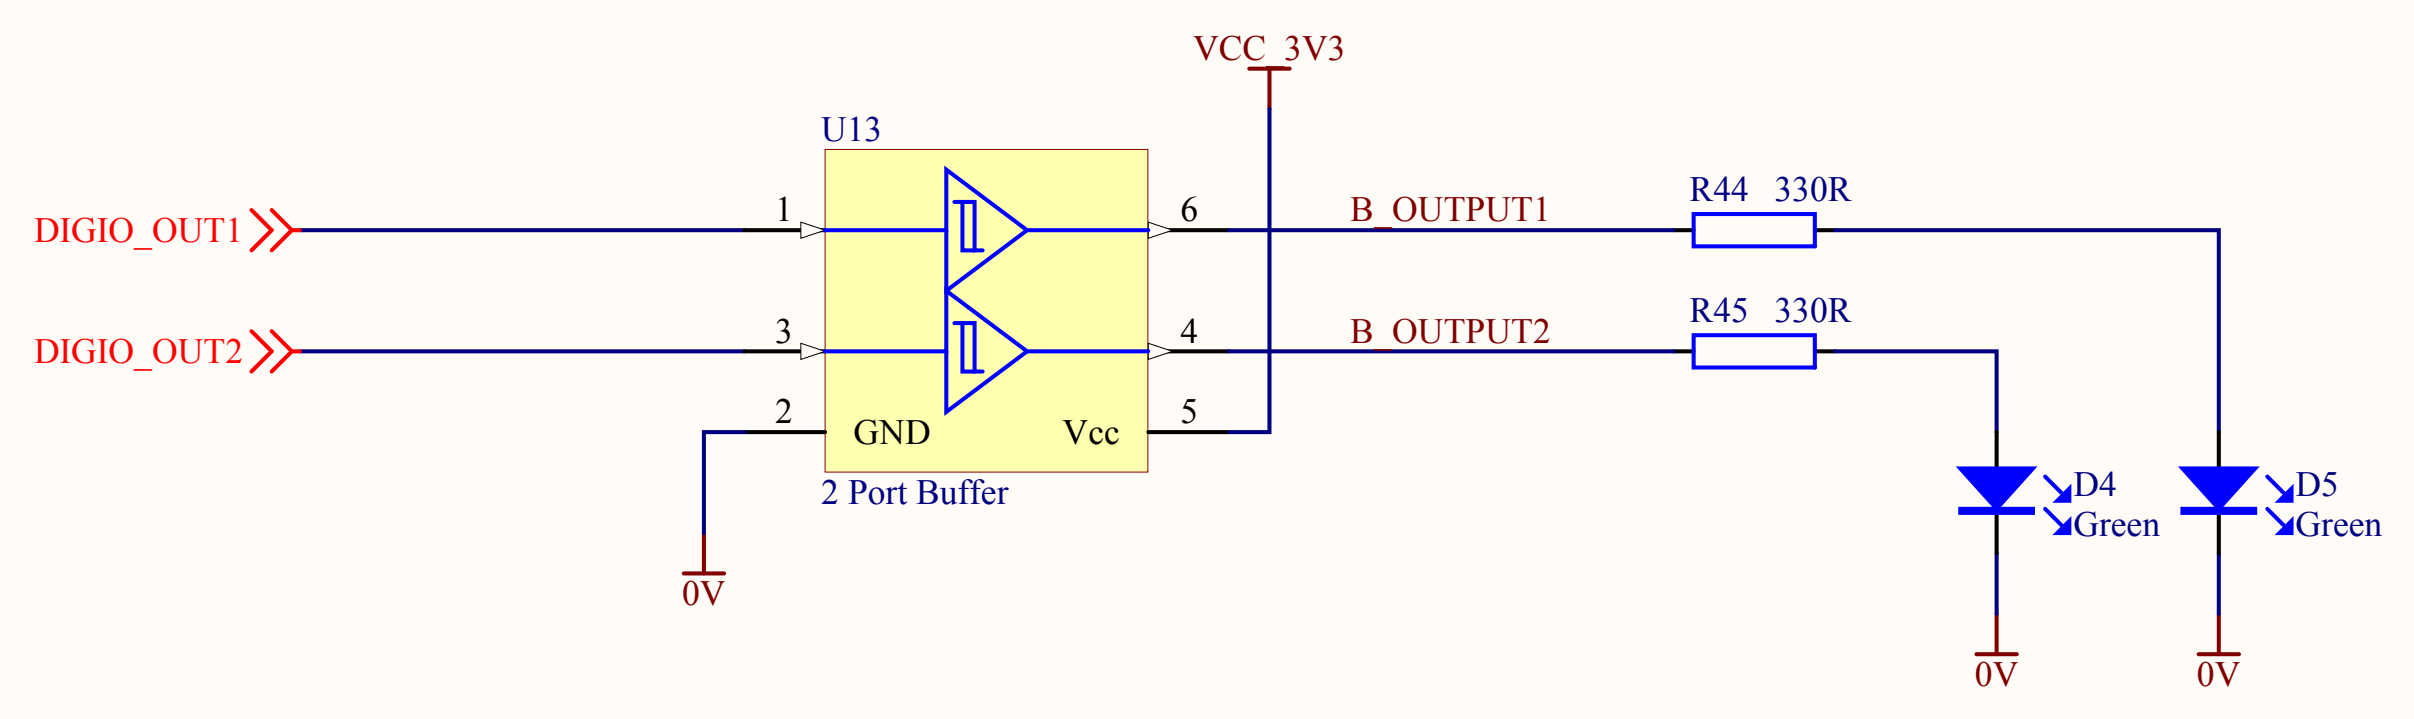 VCC_3V3
U13
DIGIO_OUT1
1
6
B_OUTPUT1
R44 330R
DIGIO_OUT2
3
4
B_OUTPUT2
R45 330R
2
GND
Vcc
5
2 Port Buffer
0V
D4
Green
D5
Green
0V
0V